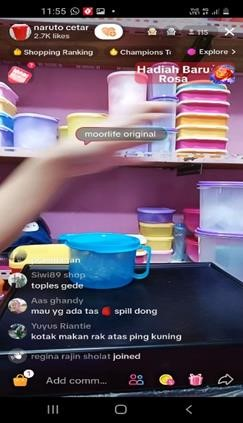 11:55
naruto cetar
2.7K likes
115
Shopping Ranking
Champions T
Explore >
Hadiah Baru
Rosa
moorlife original
Siwi89 shop
toples gede
Aas ghandy
mau yg ada tas 🎒 spill dong
Yuyus Riantie
kotak makan rak atas ping kuning
regina rajin sholat joined
1
Add comm...
Share